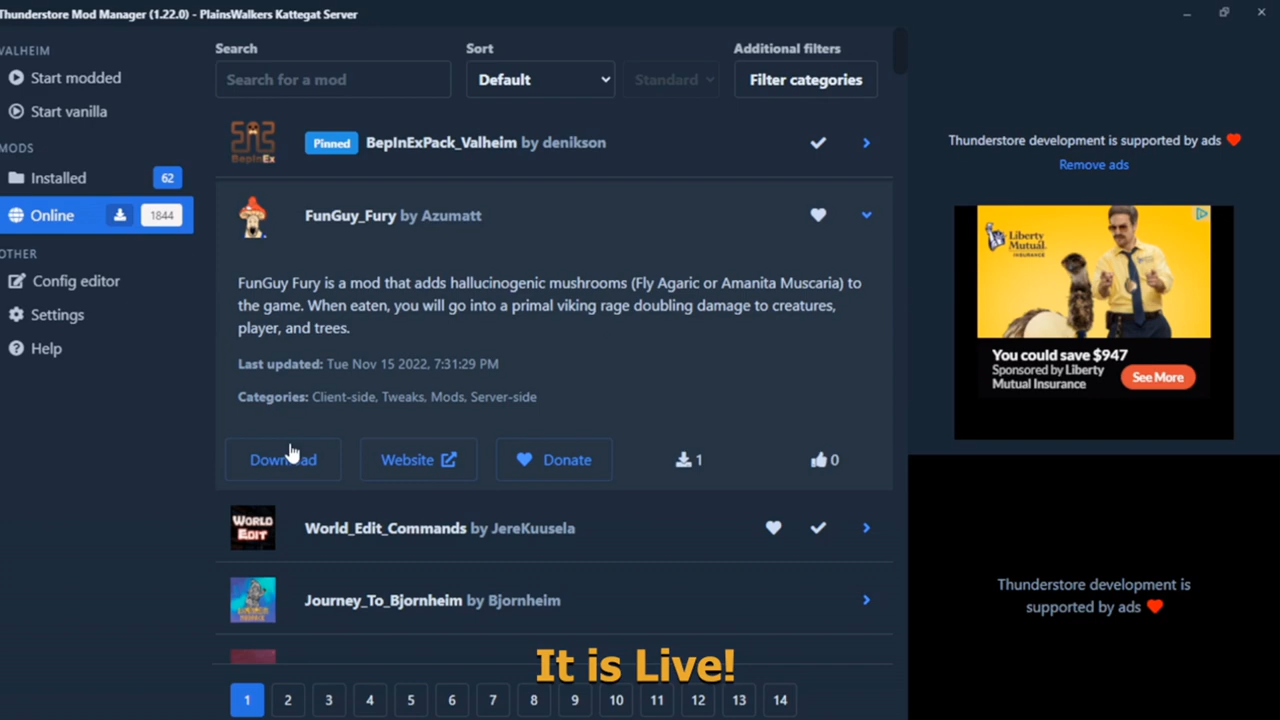 Thunderstore Mod Manager (1.22.0) - PlainsWalkers Kattegat Server
VALHEIM
Start modded
Start vanilla
MODS
Installed 62
Online 1844
OTHER
Config editor
Settings
Help
Search
Search for a mod
Sort
Default
Standard
Additional filters
Filter categories
BepInEx
Pinned BepInExPack_Valheim by denikson
FunGuy_Fury by Azumatt
FunGuy Fury is a mod that adds hallucinogenic mushrooms (Fly Agaric or Amanita Muscaria) to
the game. When eaten, you will go into a primal viking rage doubling damage to creatures,
player, and trees.
Last updated: Tue Nov 15 2022, 7:31:29 PM
Categories: Client-side, Tweaks, Mods, Server-side
Download Website Donate 1 0
WORLD
EDIT
World_Edit_Commands by JereKuusela
Journey_To_Bjornheim by Bjornheim
It is Live!
1 2 3 4 5 6 7 8 9 10 11 12 13 14
Thunderstore development is supported by ads
Remove ads
Liberty
Mutual
INSURANCE
You could save $947
Sponsored by Liberty
Mutual Insurance
See More
Thunderstore development is
supported by ads